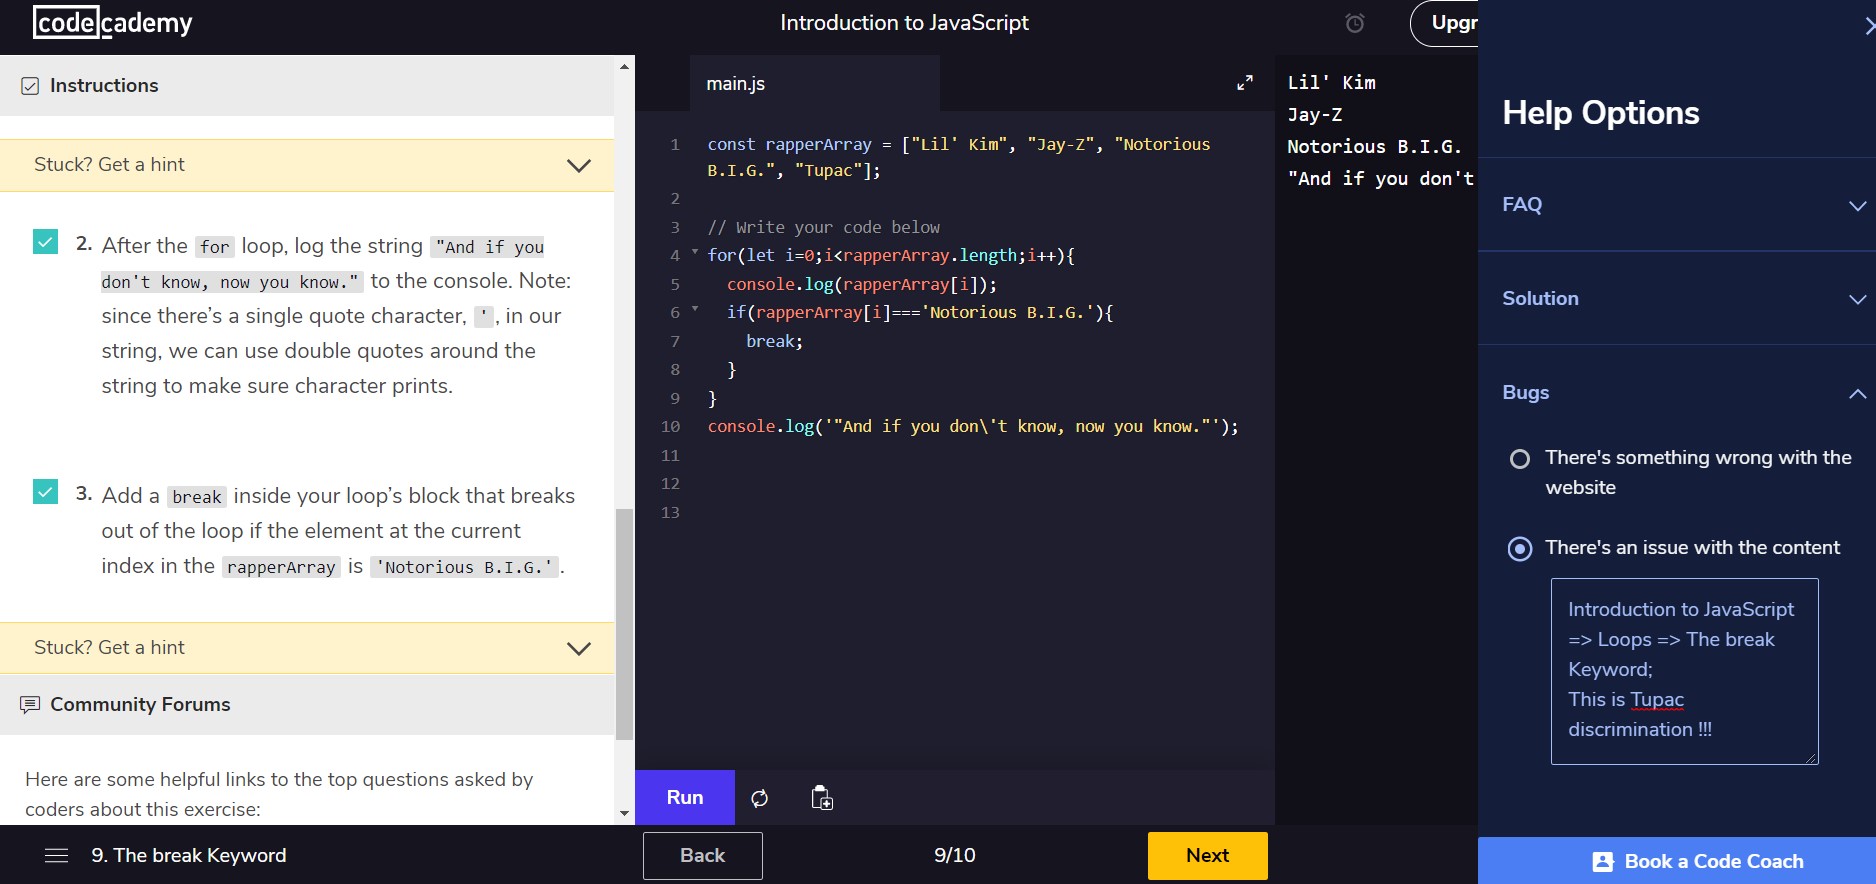 codecademy
Introduction to JavaScript
Upgr
Instructions
Stuck? Get a hint
2. After the for loop, log the string "And if you
don't know, now you know." to the console. Note:
since there's a single quote character, ', in our
string, we can use double quotes around the
string to make sure character prints.
3. Add a break inside your loop's block that breaks
out of the loop if the element at the current
index in the rapperArray is 'Notorious B.I.G.'.
Stuck? Get a hint
Community Forums
Here are some helpful links to the top questions asked by
coders about this exercise:
9. The break Keyword
main.js
1 const rapperArray = ["Lil' Kim", "Jay-Z", "Notorious
B.I.G.", "Tupac"];
2
3 // Write your code below
4 for(let i=0;i<rapperArray.length;i++){
5 console.log(rapperArray[i]);
6 if(rapperArray[i]==='Notorious B.I.G.'){
7 break;
8 }
9 }
10 console.log('"And if you don\'t know, now you know."');
11
12
13
Run
Back
9/10
Next
Lil' Kim
Jay-Z
Notorious B.I.G.
"And if you don't
Help Options
FAQ
Solution
Bugs
There's something wrong with the
website
There's an issue with the content
Introduction to JavaScript
=> Loops => The break
Keyword;
This is Tupac
discrimination !!!
Book a Code Coach